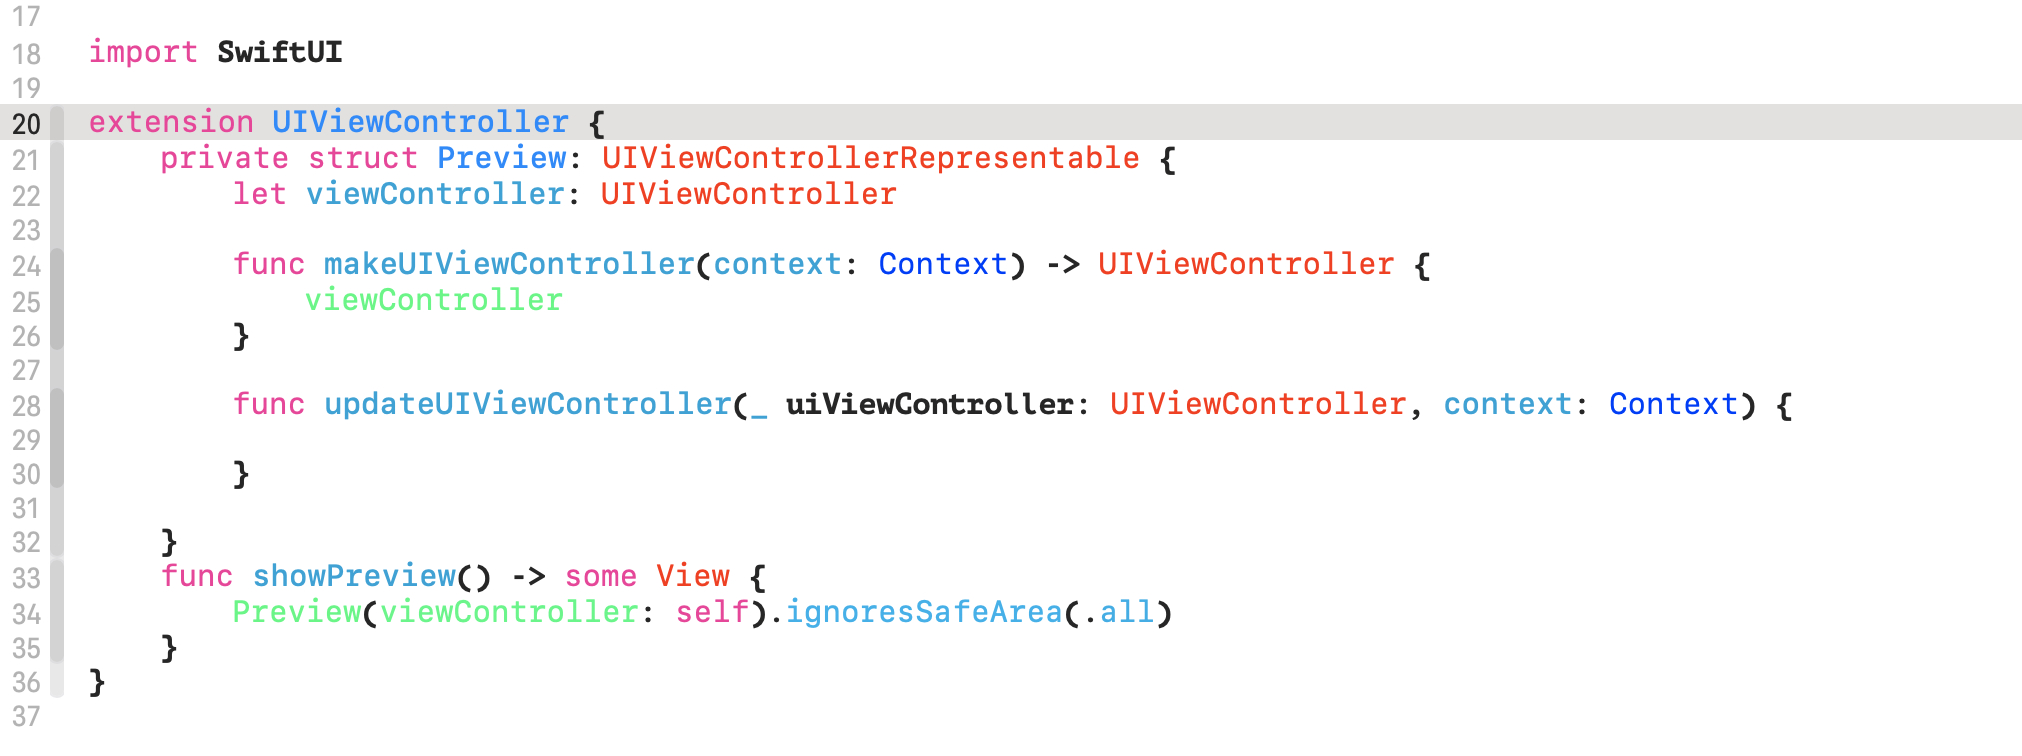 17
18 import SwiftUI
19
20 extension UIViewController {
21 private struct Preview: UIViewControllerRepresentable {
22 let viewController: UIViewController
23
24 func makeUIViewController(context: Context) -> UIViewController {
25 viewController
26 }
27
28 func updateUIViewController(_ uiViewController: UIViewController, context: Context) {
29
30 }
31
32 }
33 func showPreview() -> some View {
34 Preview(viewController: self).ignoresSafeArea(.all)
35 }
36 }
37